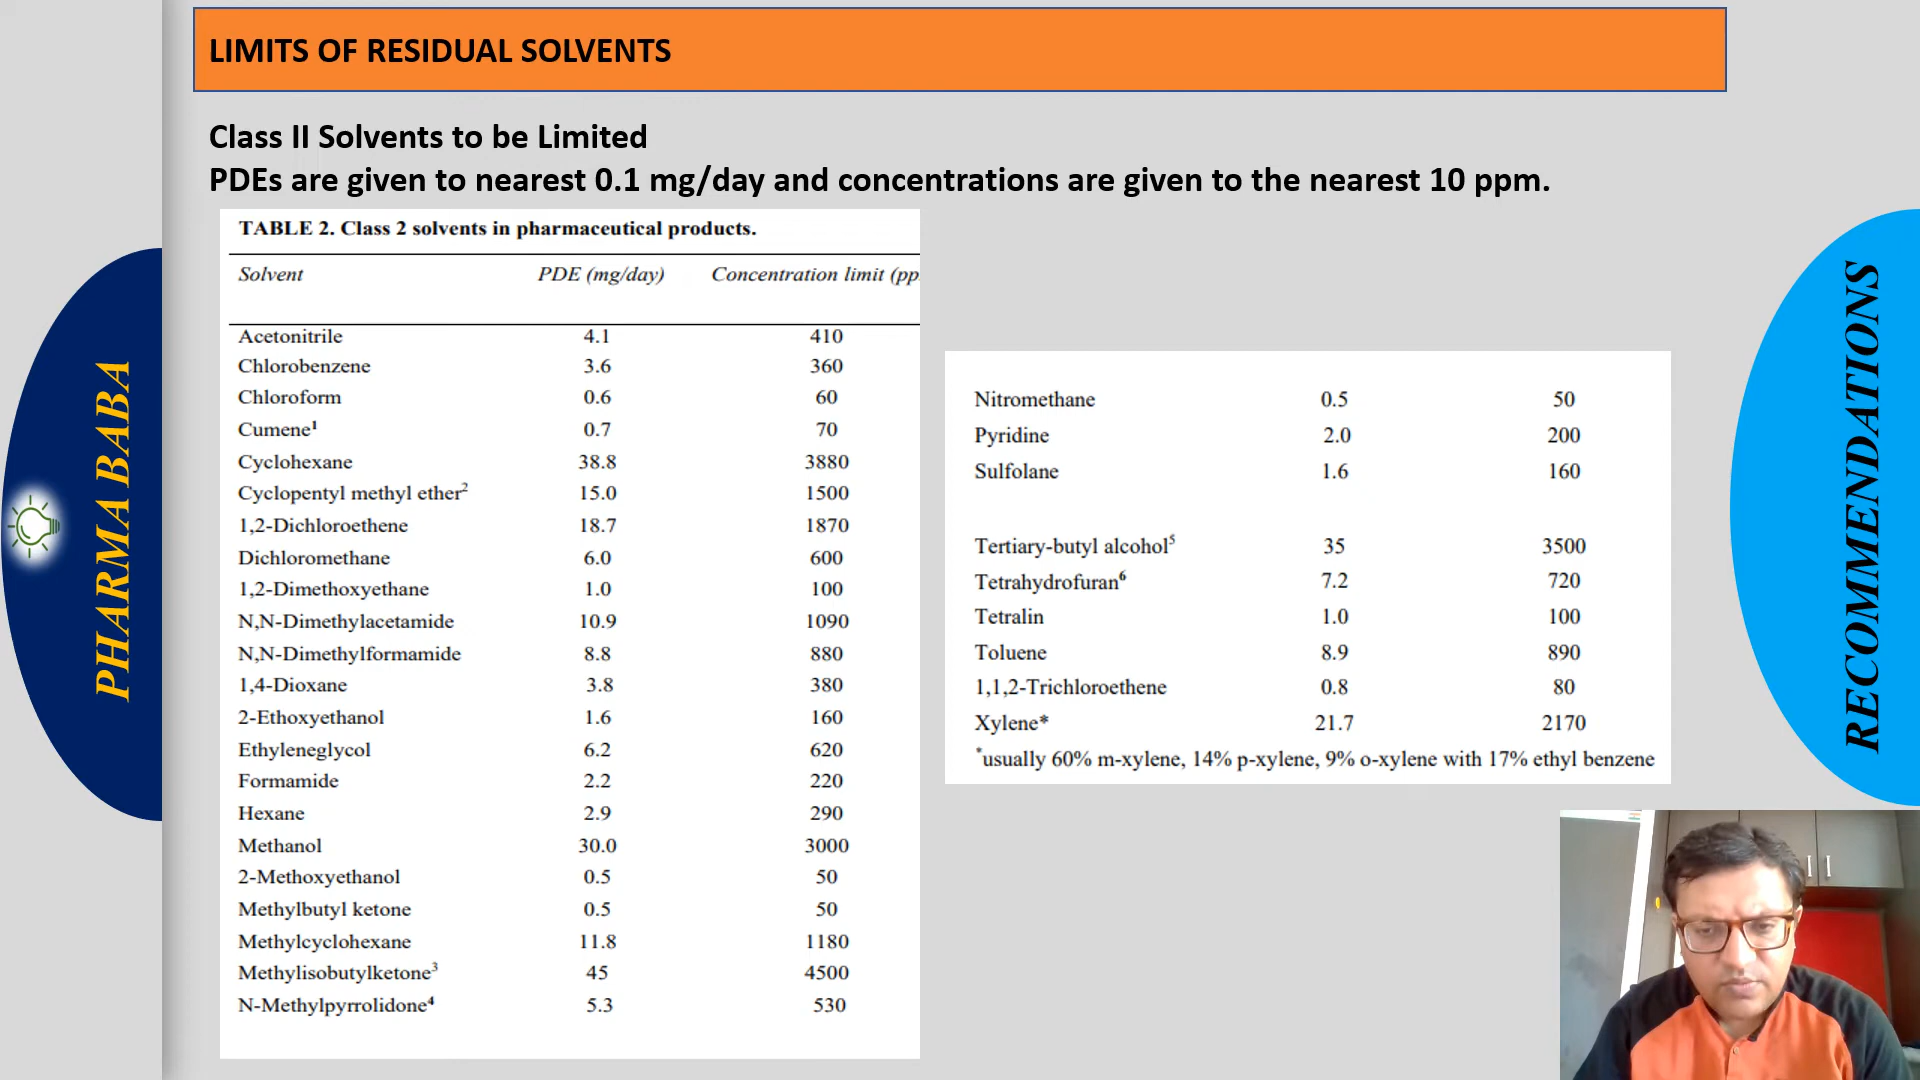 LIMITS OF RESIDUAL SOLVENTS
Class II Solvents to be Limited
PDEs are given to nearest 0.1 mg/day and concentrations are given to the nearest 10 ppm.
TABLE 2. Class 2 solvents in pharmaceutical products.
Solvent PDE (mg/day) Concentration limit (pp
Acetonitrile 4.1 410
Chlorobenzene 3.6 360
Chloroform 0.6 60
Cumene¹ 0.7 70
Cyclohexane 38.8 3880
Cyclopentyl methyl ether² 15.0 1500
1,2-Dichloroethene 18.7 1870
Dichloromethane 6.0 600
1,2-Dimethoxyethane 1.0 100
N,N-Dimethylacetamide 10.9 1090
N,N-Dimethylformamide 8.8 880
1,4-Dioxane 3.8 380
2-Ethoxyethanol 1.6 160
Ethyleneglycol 6.2 620
Formamide 2.2 220
Hexane 2.9 290
Methanol 30.0 3000
2-Methoxyethanol 0.5 50
Methylbutyl ketone 0.5 50
Methylcyclohexane 11.8 1180
Methylisobutylketone³ 45 4500
N-Methylpyrrolidone⁴ 5.3 530
Nitromethane 0.5 50
Pyridine 2.0 200
Sulfolane 1.6 160
Tertiary-butyl alcohol⁵ 35 3500
Tetrahydrofuran⁶ 7.2 720
Tetralin 1.0 100
Toluene 8.9 890
1,1,2-Trichloroethene 0.8 80
Xylene* 21.7 2170
*usually 60% m-xylene, 14% p-xylene, 9% o-xylene with 17% ethyl benzene
PHARMA BABA
RECOMMENDATIONS